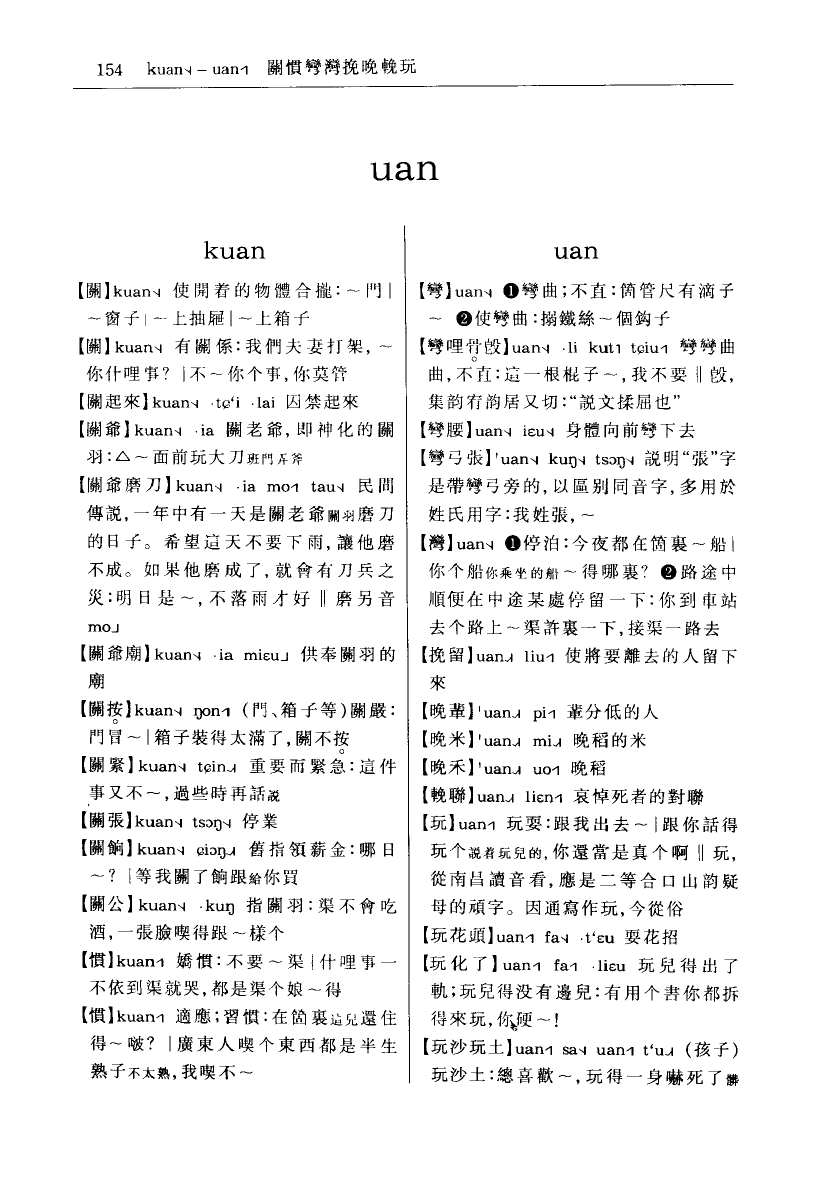 154 kuan˧˨ – uan˧˥ 關慣彎灣挽晚輓玩
uan
kuan
【關】kuan˧˨ 使開着的物體合攏：～門｜
～窗子｜～上抽屜｜～上箱子
【關】kuan˧˨ 有關係：我們夫妻打架，～
你什哩事？｜不～你个事，你莫管
【關起來】kuan˧˨ ·tɕ‘i ·lai 囚禁起來
【關爺】kuan˧˨ ·ia 關老爺，即神化的關
羽：△～面前玩大刀班門弄斧
【關爺磨刀】kuan˧˨ ·ia mo˧˥ tau˧˨ 民間
傳説，一年中有一天是關老爺關羽磨刀
的日子。希望這天不要下雨，讓他磨
不成。如果他磨成了，就會有刀兵之
災：明日是～，不落雨才好‖磨另音
mo˩
【關爺廟】kuan˧˨ ·ia miɛu˩ 供奉關羽的
廟
【關按】kuan˧˨ ŋon˧˥ （門、箱子等）關嚴：
門冒～｜箱子裝得太滿了，關不按
【關緊】kuan˧˨ tɕin˨˩˧ 重要而緊急：這件
事又不～，過些時再話説
【關張】kuan˧˨ tsɔŋ˧˨ 停業
【關餉】kuan˧˨ ɕiɔŋ˨˩˧ 舊指領薪金：哪日
～？｜等我關了餉跟給你買
【關公】kuan˧˨ ·kuŋ 指關羽：渠不會吃
酒，一張臉喫得跟～樣个
【慣】kuan˧˥ 嬌慣：不要～渠｜什哩事一
不依到渠就哭，都是渠个娘～得
【慣】kuan˧˥ 適應；習慣：在箇裏這兒還住
得～啵？｜廣東人喫个東西都是半生
熟子不太熟，我喫不～
uan
【彎】uan˧˨ ❶彎曲；不直：箇管尺有滴子
～ ❷使彎曲：搦鐵絲～個鈎子
【彎哩骨㱾】uan˧˨ ·li kut˥ tɕiu˧˥ 彎彎曲
曲，不直：這一根棍子～，我不要‖㱾，
集韵宥韵居又切：“説文揉屈也”
【彎腰】uan˧˨ iɛu˧˨ 身體向前彎下去
【彎弓張】ˈuan˧˨ kuŋ˧˨ tsɔŋ˧˨ 説明“張”字
是帶彎弓旁的，以區别同音字，多用於
姓氏用字：我姓張，～
【灣】uan˧˨ ❶停泊：今夜都在箇裏～船｜
你个船你乘坐的船～得哪裏？ ❷路途中
順便在中途某處停留一下：你到車站
去个路上～渠許裏一下，接渠一路去
【挽留】uan˨˩˧ liu˧˥ 使將要離去的人留下
來
【晚輩】ˈuan˨˩˧ pi˧˥ 輩分低的人
【晚米】ˈuan˨˩˧ mi˨˩˧ 晚稻的米
【晚禾】ˈuan˨˩˧ uo˧˥ 晚稻
【輓聯】uan˨˩˧ liɛn˧˥ 哀悼死者的對聯
【玩】uan˧˥ 玩耍：跟我出去～｜跟你話得
玩个説着玩兒的，你還當是真个啊‖玩，
從南昌讀音看，應是二等合口山韵疑
母的頑字。因通寫作玩，今從俗
【玩花頭】uan˧˥ fa˧˨ ·t‘ɛu 耍花招
【玩化了】uan˧˥ fa˧˥ ·liɛu 玩兒得出了
軌；玩兒得没有邊兒：有用个書你都拆
得來玩，你硬～！
【玩沙玩土】uan˧˥ sa˧˨ uan˧˥ t‘u˨˩˧ （孩子）
玩沙土：總喜歡～，玩得一身嚇死了髒